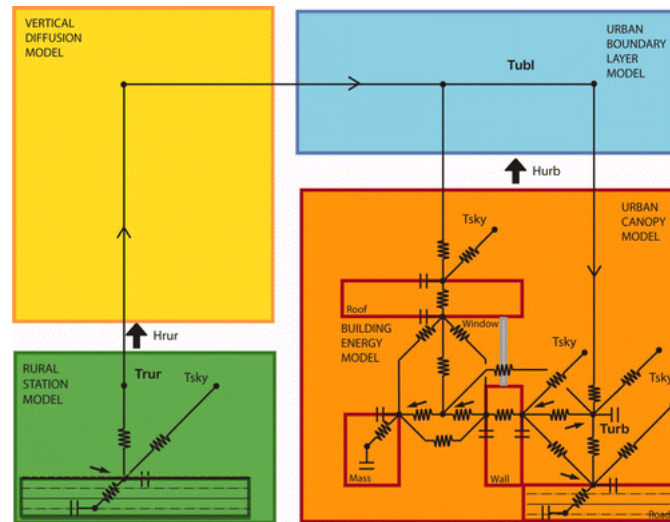 VERTICAL
DIFFUSION
MODEL
URBAN
BOUNDARY
LAYER
MODEL
Tubl
Hurb
URBAN
CANOPY
MODEL
Tsky
Roof
Window
BUILDING
ENERGY
MODEL
Hrur
RURAL
STATION
MODEL
Trur
Tsky
Tsky
Tsky
Turb
Mass
Wall
Road